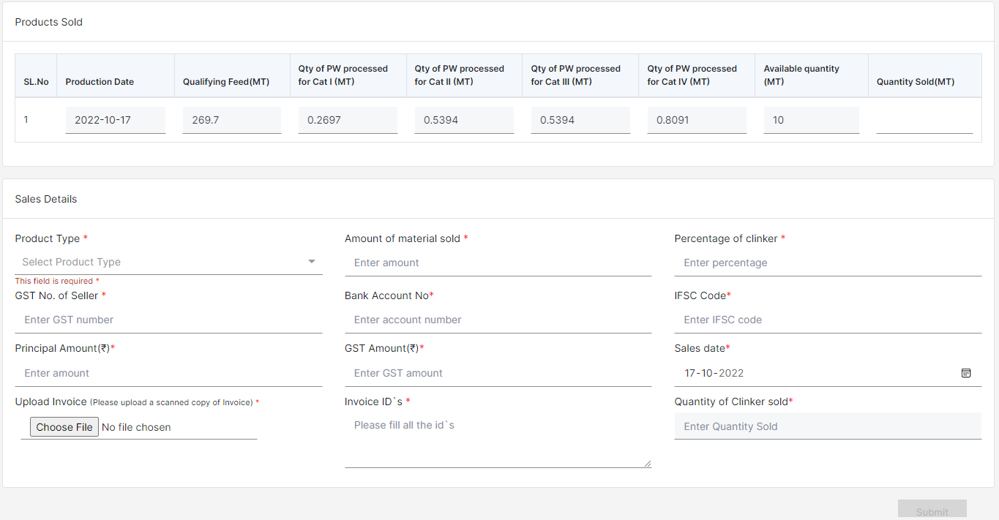 Products Sold
SL.No Production Date Qualifying Feed(MT) Qty of PW processed for Cat I (MT) Qty of PW processed for Cat II (MT) Qty of PW processed for Cat III (MT) Qty of PW processed for Cat IV (MT) Available quantity (MT) Quantity Sold(MT)
1 2022-10-17 269.7 0.2697 0.5394 0.5394 0.8091 10
Sales Details
Product Type * Amount of material sold * Percentage of clinker *
Select Product Type Enter amount Enter percentage
This field is required *
GST No. of Seller * Bank Account No* IFSC Code*
Enter GST number Enter account number Enter IFSC code
Principal Amount(₹)* GST Amount(₹)* Sales date*
Enter amount Enter GST amount 17-10-2022
Upload Invoice (Please upload a scanned copy of Invoice) * Invoice ID`s * Quantity of Clinker sold*
Choose File No file chosen Please fill all the id`s Enter Quantity Sold
Submit